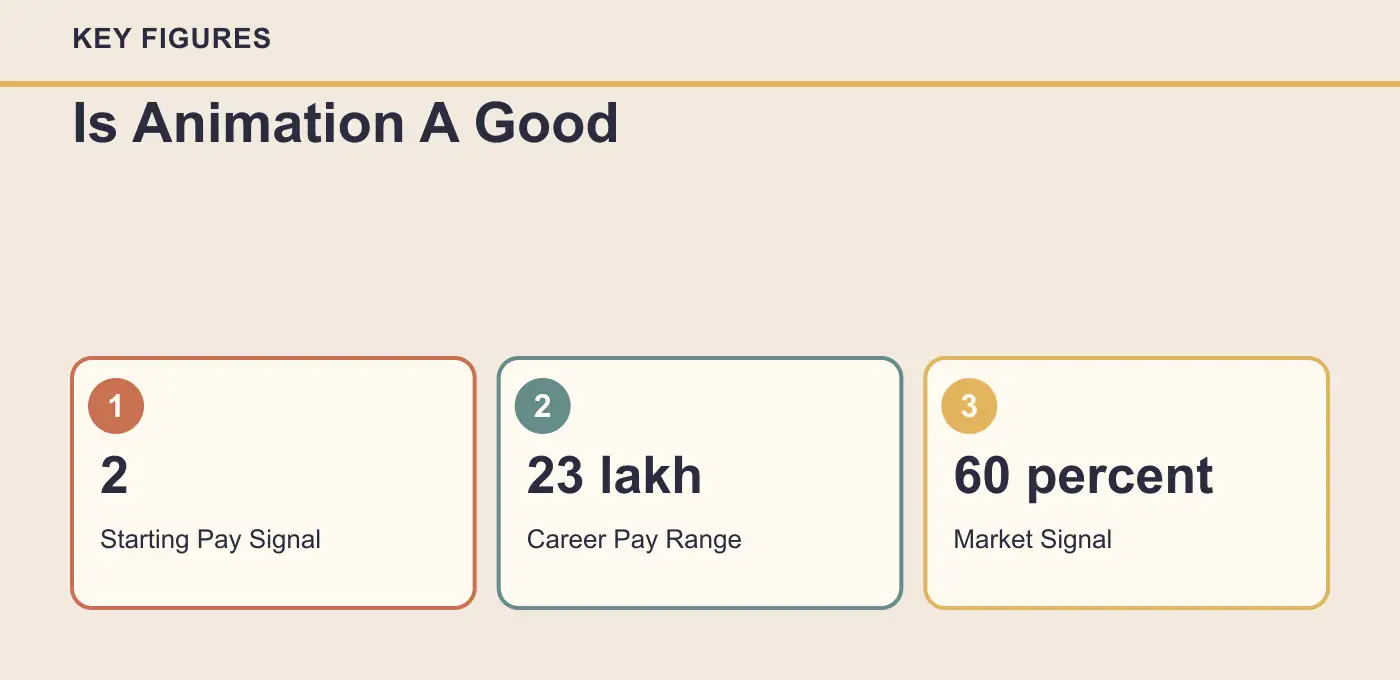 KEY FIGURES
Is Animation A Good
1
2
Starting Pay Signal
2
23 lakh
Career Pay Range
3
60 percent
Market Signal